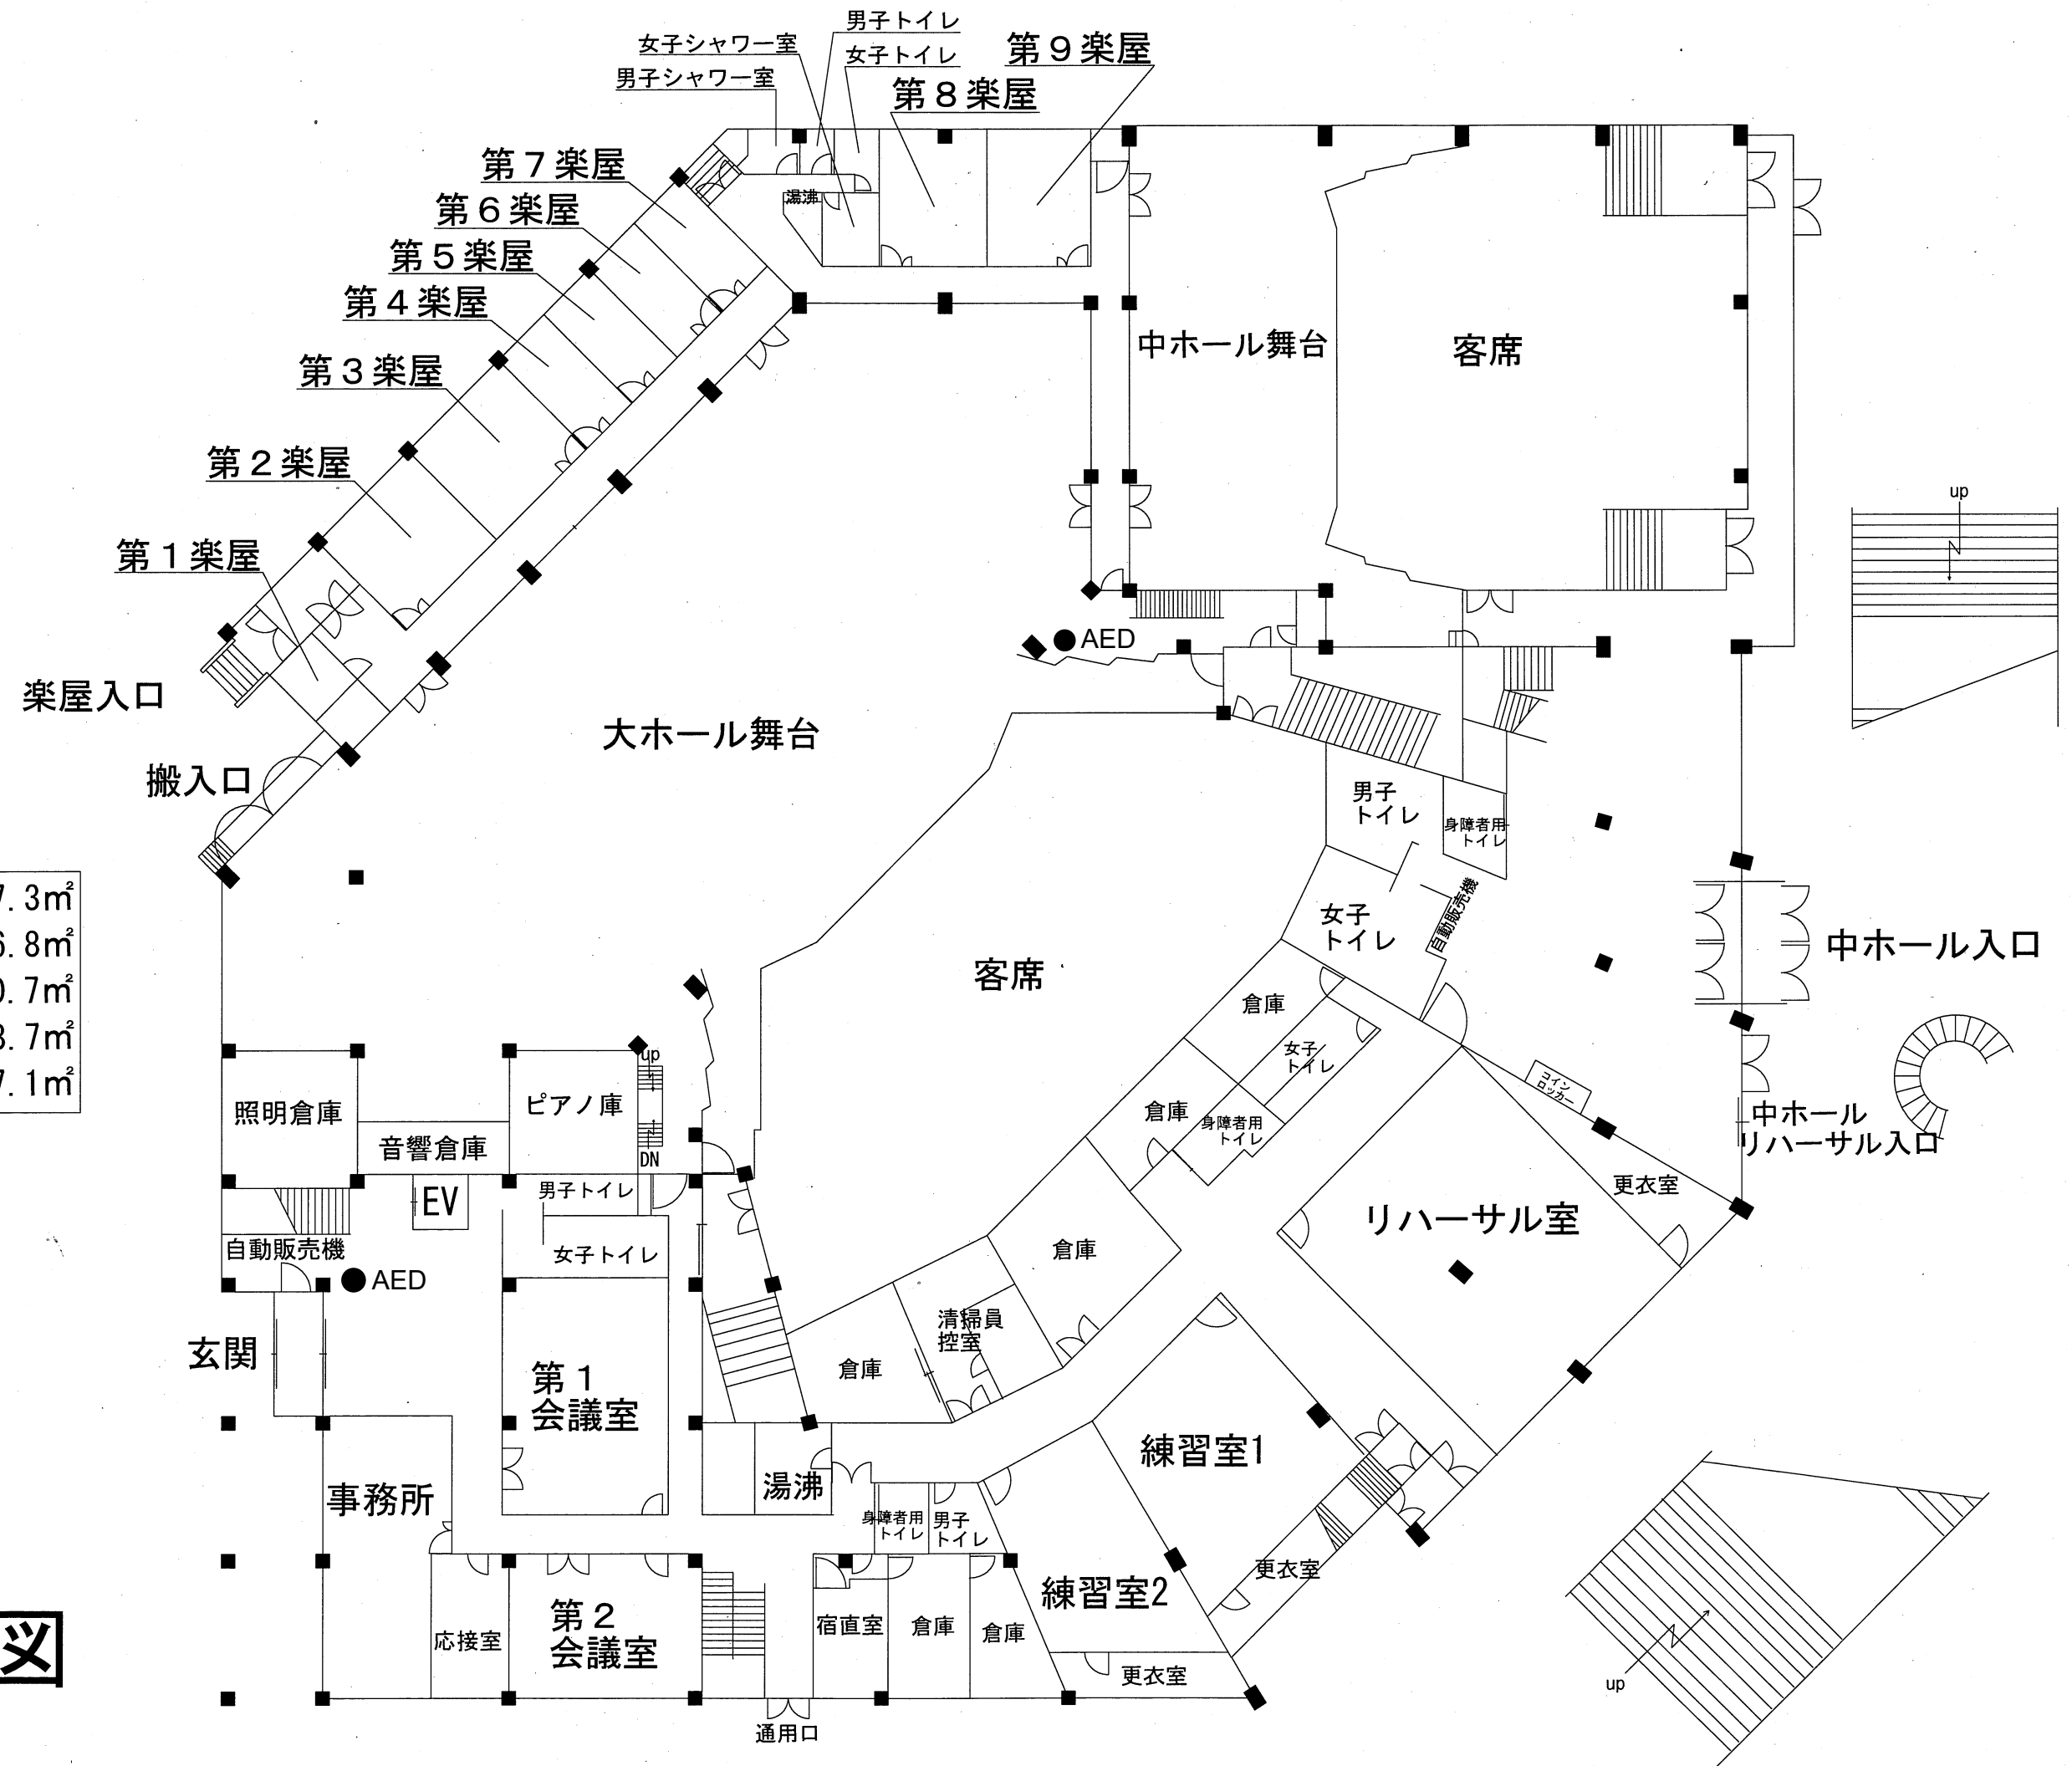 男子トイレ
女子シャワー室
女子トイレ
第９楽屋
男子シャワー室
第８楽屋
第７楽屋
湯沸
第６楽屋
第５楽屋
第４楽屋
中ホール舞台
客席
第３楽屋
第２楽屋
up
第１楽屋
AED
楽屋入口
大ホール舞台
搬入口
男子
トイレ
身障者用
トイレ
7.3㎡
6.8㎡
0.7㎡
3.7㎡
7.1㎡
女子
トイレ
自動販売機
中ホール入口
客席
倉庫
女子
トイレ
up
照明倉庫
ピアノ庫
倉庫
身障者用
トイレ
コイン
ロッカー
中ホール
リハーサル入口
音響倉庫
DN
EV
男子トイレ
更衣室
リハーサル室
自動販売機
女子トイレ
倉庫
AED
玄関
清掃員
控室
倉庫
第１
会議室
練習室1
事務所
湯沸
身障者用
トイレ
男子
トイレ
更衣室
練習室2
図
応接室
第２
会議室
宿直室
倉庫
倉庫
更衣室
up
通用口